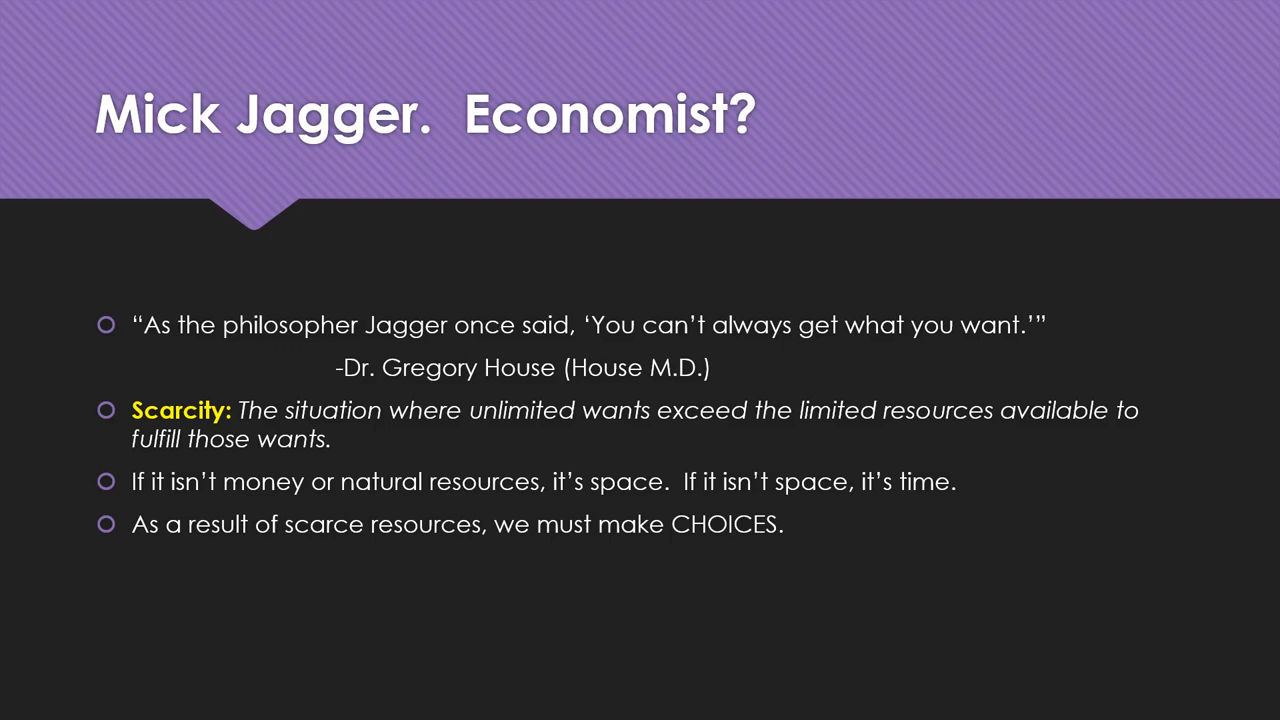 Mick Jagger.  Economist?
“As the philosopher Jagger once said, ‘You can’t always get what you want.’”
-Dr. Gregory House (House M.D.)
Scarcity: The situation where unlimited wants exceed the limited resources available to
fulfill those wants.
If it isn’t money or natural resources, it’s space.  If it isn’t space, it’s time.
As a result of scarce resources, we must make CHOICES.